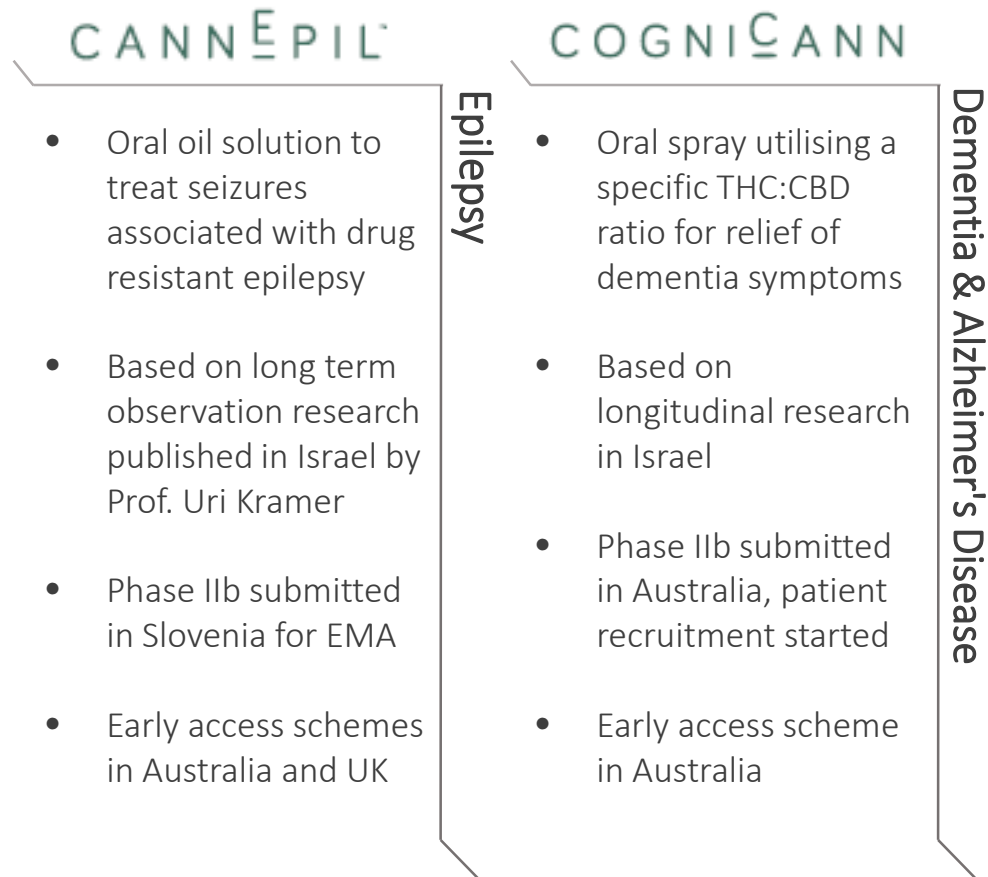 CANNEPIL™
• Oral oil solution to
treat seizures
associated with drug
resistant epilepsy
• Based on long term
observation research
published in Israel by
Prof. Uri Kramer
• Phase IIb submitted
in Slovenia for EMA
• Early access schemes
in Australia and UK
Epilepsy
COGNICANN
• Oral spray utilising a
specific THC:CBD
ratio for relief of
dementia symptoms
• Based on
longitudinal research
in Israel
• Phase IIb submitted
in Australia, patient
recruitment started
• Early access scheme
in Australia
Dementia & Alzheimer's Disease